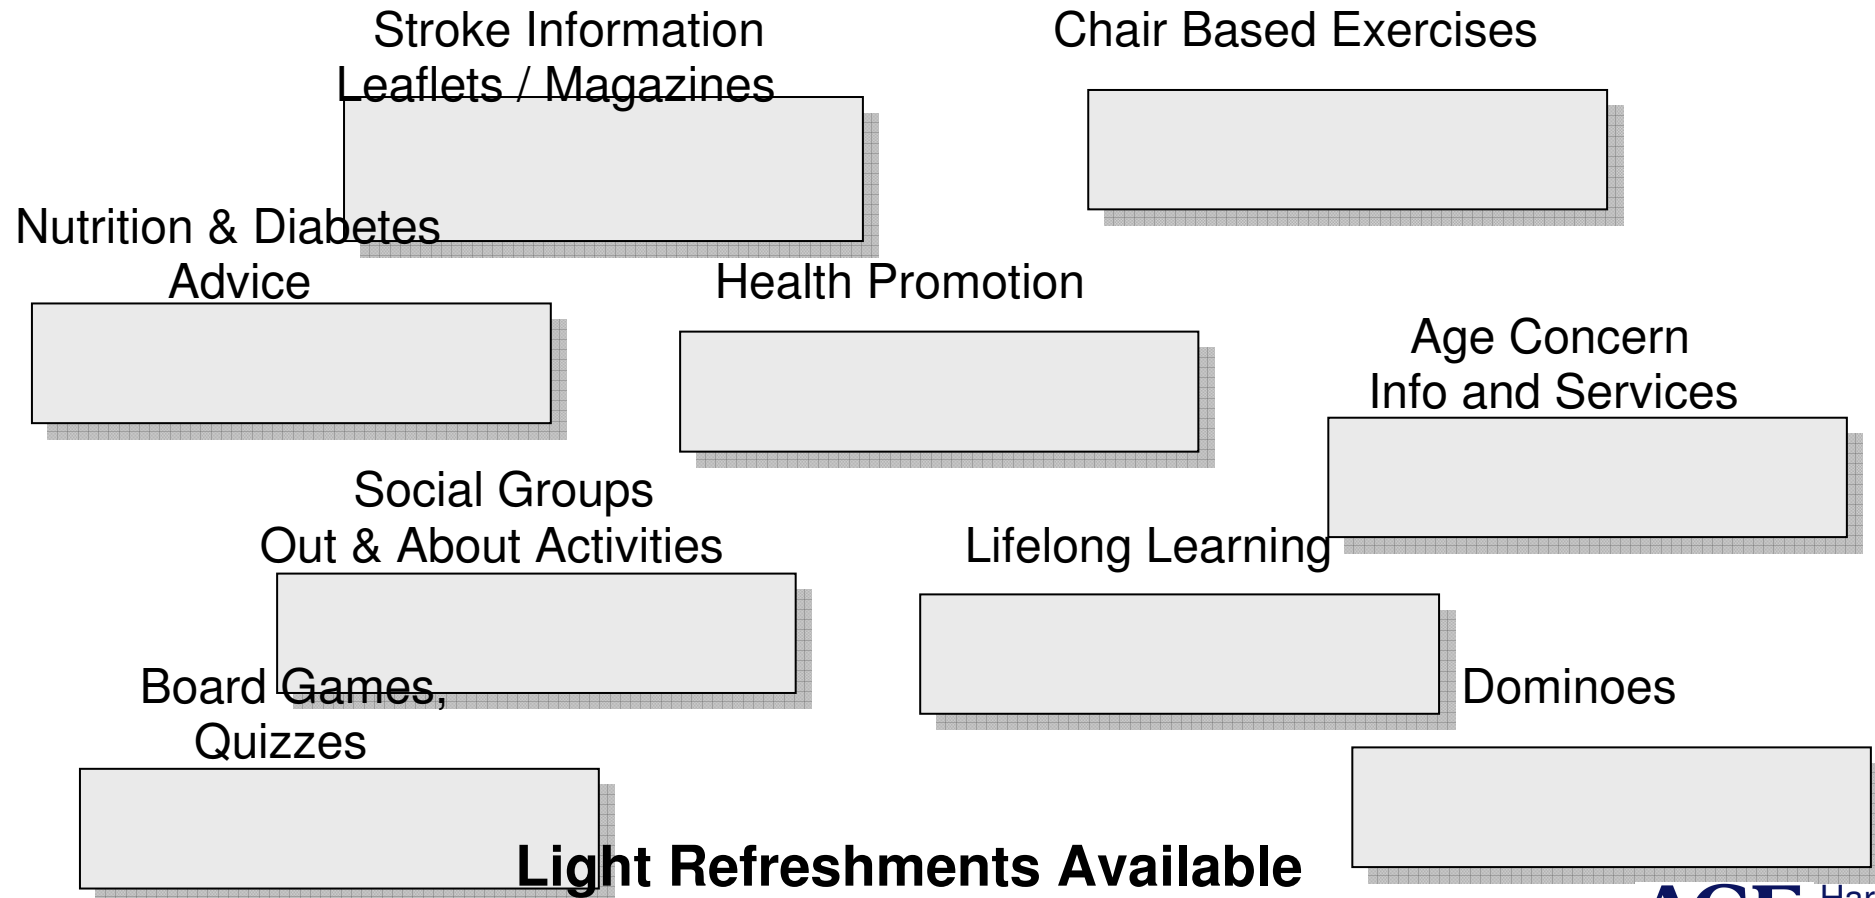 Stroke Information
Leaflets / Magazines
Chair Based Exercises
Nutrition & Diabetes
Advice
Health Promotion
Age Concern
Info and Services
Social Groups
Out & About Activities
Lifelong Learning
Board Games,
Quizzes
Dominoes
Light Refreshments Available